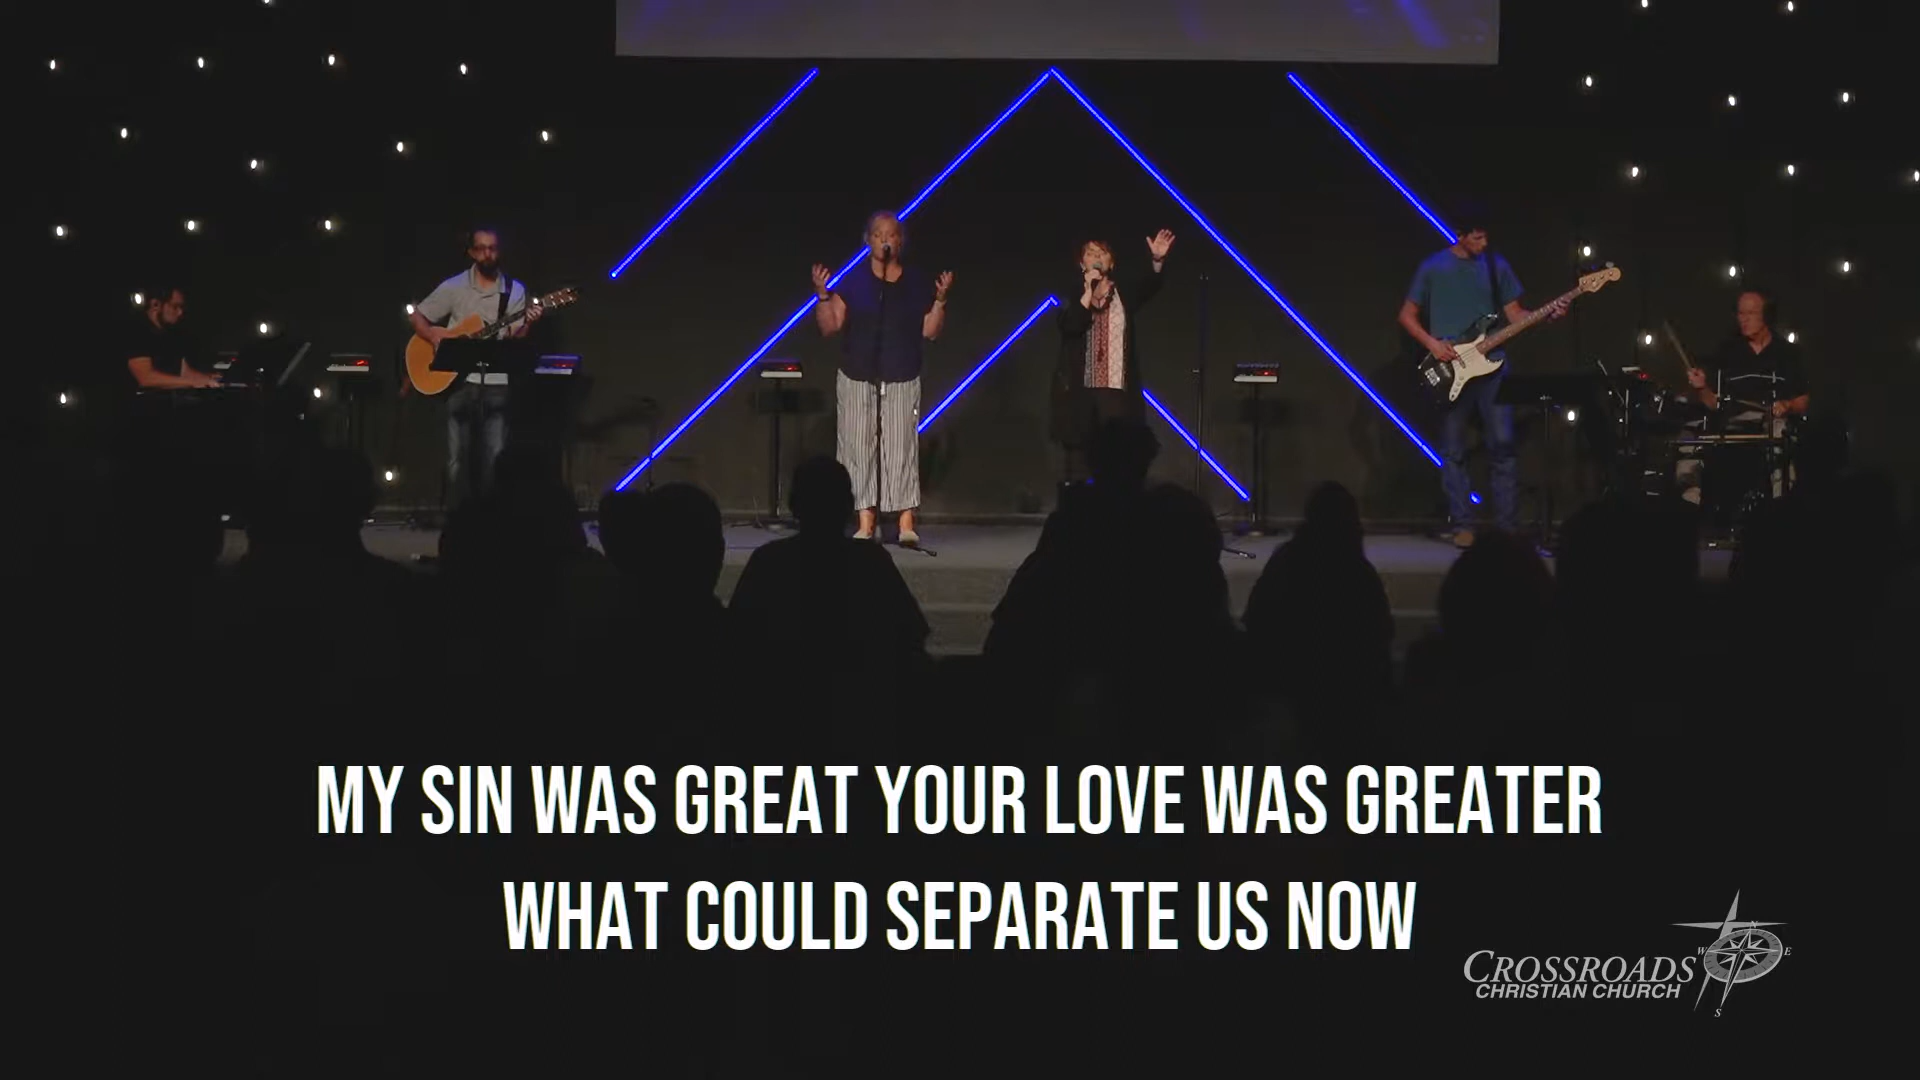 MY SIN WAS GREAT YOUR LOVE WAS GREATER
WHAT COULD SEPARATE US NOW
CROSSROADS
CHRISTIAN CHURCH
N
W
E
S